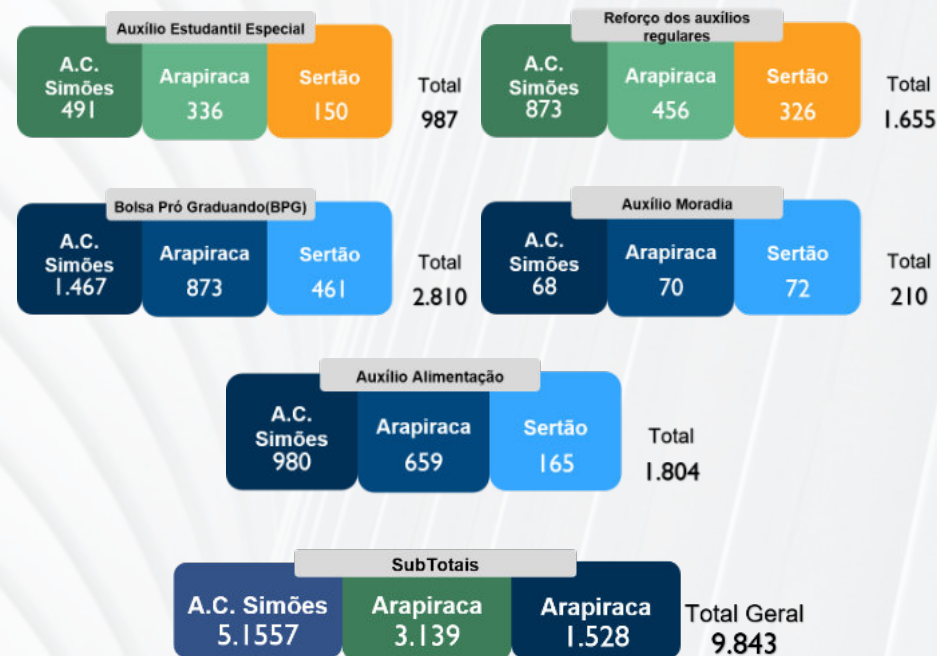 Auxílio Estudantil Especial
A.C.
Simões
491
Arapiraca
336
Sertão
150
Total
987
Reforço dos auxílios
regulares
A.C.
Simões
873
Arapiraca
456
Sertão
326
Total
1.655
Bolsa Pró Graduando(BPG)
A.C.
Simões
1.467
Arapiraca
873
Sertão
461
Total
2.810
Auxílio Moradia
A.C.
Simões
68
Arapiraca
70
Sertão
72
Total
210
Auxílio Alimentação
A.C.
Simões
980
Arapiraca
659
Sertão
165
Total
1.804
SubTotais
A.C. Simões
5.1557
Arapiraca
3.139
Arapiraca
1.528
Total Geral
9.843